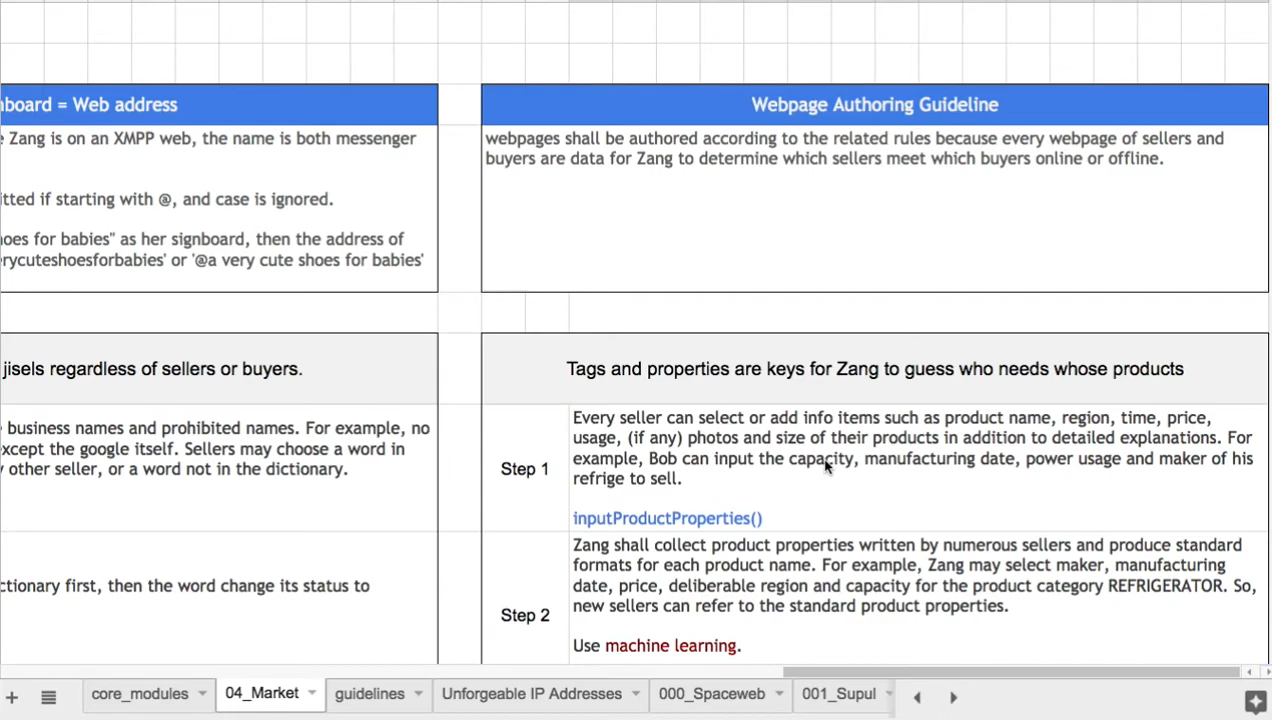 nboard = Web address
e Zang is on an XMPP web, the name is both messenger
itted if starting with @, and case is ignored.
hoes for babies" as her signboard, then the address of
rycuteshoesforbabies' or '@a very cute shoes for babies'
Webpage Authoring Guideline
webpages shall be authored according to the related rules because every webpage of sellers and
buyers are data for Zang to determine which sellers meet which buyers online or offline.
jisels regardless of sellers or buyers.
business names and prohibited names. For example, no
except the google itself. Sellers may choose a word in
y other seller, or a word not in the dictionary.
ctionary first, then the word change its status to
Tags and properties are keys for Zang to guess who needs whose products
Step 1
Every seller can select or add info items such as product name, region, time, price,
usage, (if any) photos and size of their products in addition to detailed explanations. For
example, Bob can input the capacity, manufacturing date, power usage and maker of his
refrige to sell.
inputProductProperties()
Step 2
Zang shall collect product properties written by numerous sellers and produce standard
formats for each product name. For example, Zang may select maker, manufacturing
date, price, deliberable region and capacity for the product category REFRIGERATOR. So,
new sellers can refer to the standard product properties.
Use machine learning.
core_modules
04_Market
guidelines
Unforgeable IP Addresses
000_Spaceweb
001_Supul